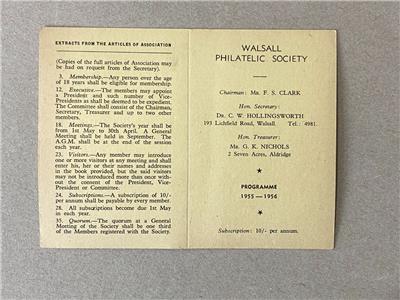 EXTRACTS FROM THE ARTICLES OF ASSOCIATION
(Copies of the full articles of Association may
be had on request from the Secretary).
3. Membership.—Any person over the
age of 18 years shall be eligible for membership.
12. Executive.—The members may appoint
a President and such number of Vice-
Presidents as shall be deemed to be expedient.
The Committee shall consist of the Chairman,
Secretary, Treasurer and up to two other
members.
18. Meetings.—The Society's year shall be
from 1st May to 30th April. A General
Meeting shall be held in September. The
A.G.M. shall be at the end of the session
each year.
23. Visitors.—Any member may introduce
one or more visitors at any meeting and shall
enter his, her or their names and addresses
in the book provided, but the said visitors
may not be introduced more than once with-
out the consent of the President, Vice-
President or Committee.
24. Subscriptions.—A subscription of 10/-
per annum shall be payable by every member.
28. All subscriptions become due 1st May
in each year.
35. Quorum.—The quorum at a General
Meeting of the Society shall be one third
of the Members registered with the Society.
WALSALL
PHILATELIC SOCIETY
Chairman: Mr. F. S. CLARK
Hon. Secretary:
Dr. C. W. HOLLINGSWORTH
193 Lichfield Road, Walsall. Tel.: 4981.
Hon. Treasurer:
Mr. G. K. NICHOLS
2 Seven Acres, Aldridge
PROGRAMME
1955—1956
Subscription: 10/- per annum.